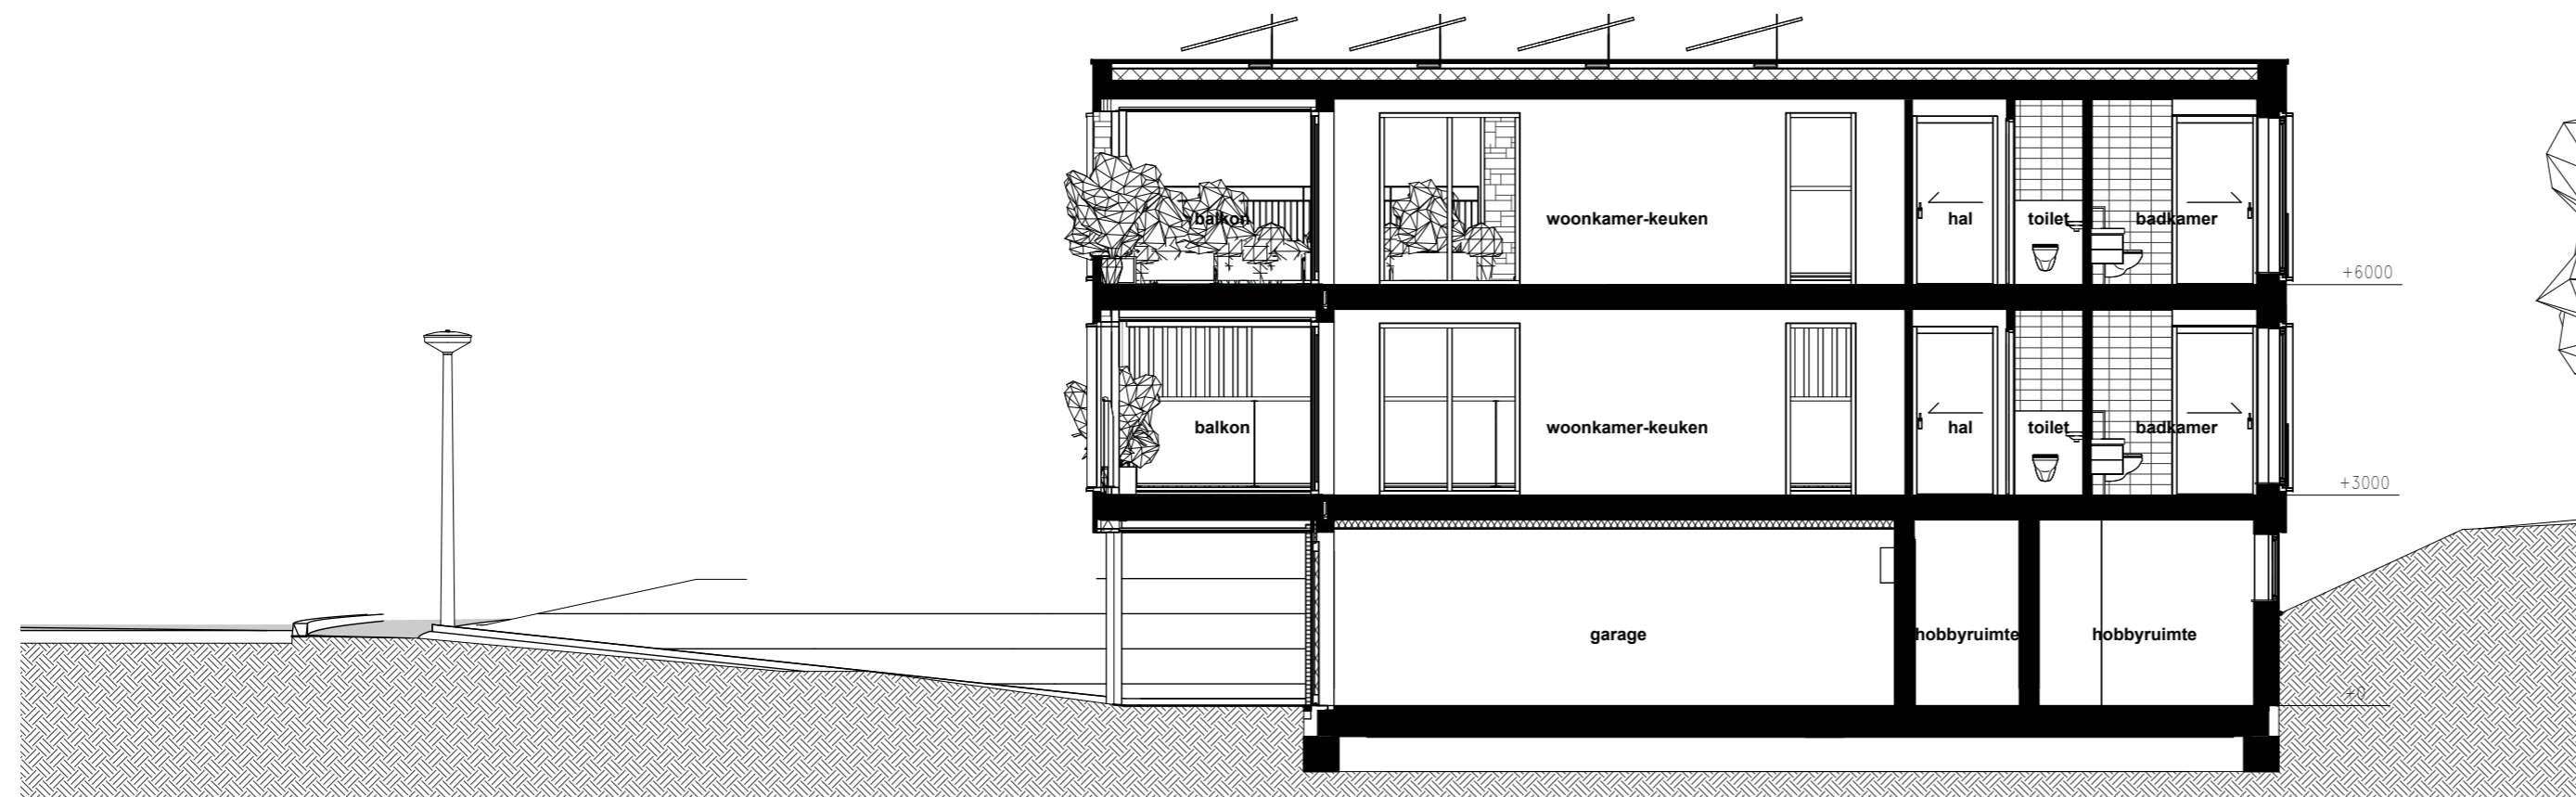 balkon woonkamer-keuken hal toilet badkamer
+6000
balkon woonkamer-keuken hal toilet badkamer
+3000
garage hobbyruimte hobbyruimte
+0